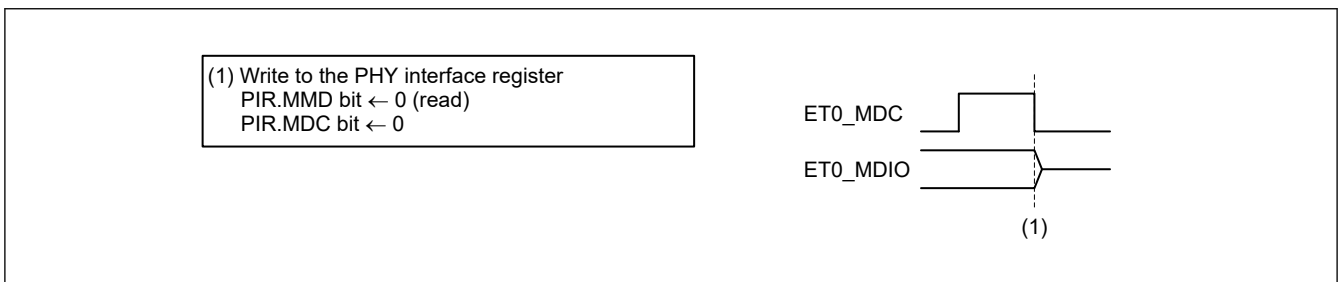 (1) Write to the PHY interface register
PIR.MMD bit ← 0 (read)
PIR.MDC bit ← 0
ET0_MDC
ET0_MDIO
(1)